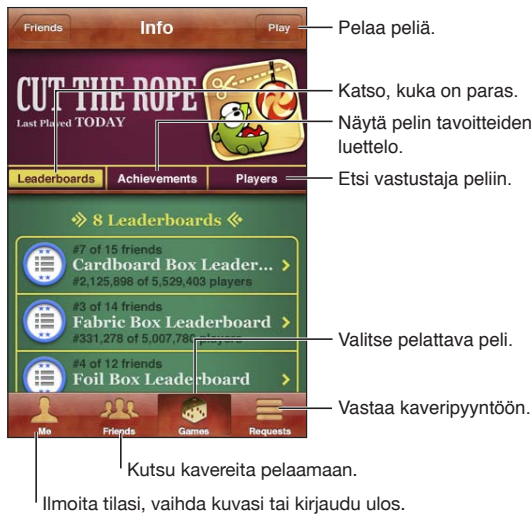 Friends
Info
Play
Pelaa peliä.
CUT THE ROPE
Last Played TODAY
Katso, kuka on paras.
Näytä pelin tavoitteiden
luettelo.
Leaderboards
Achievements
Players
Etsi vastustaja peliin.
8 Leaderboards
#7 of 15 friends
Cardboard Box Leader...
#2,125,898 of 5,529,403 players
#3 of 14 friends
Fabric Box Leaderboard
#331,278 of 5,007,780 players
Valitse pelattava peli.
#4 of 12 friends
Foil Box Leaderboard
Me
Friends
Games
Requests
Vastaa kaveripyyntöön.
Kutsu kavereita pelaamaan.
Ilmoita tilasi, vaihda kuvasi tai kirjaudu ulos.